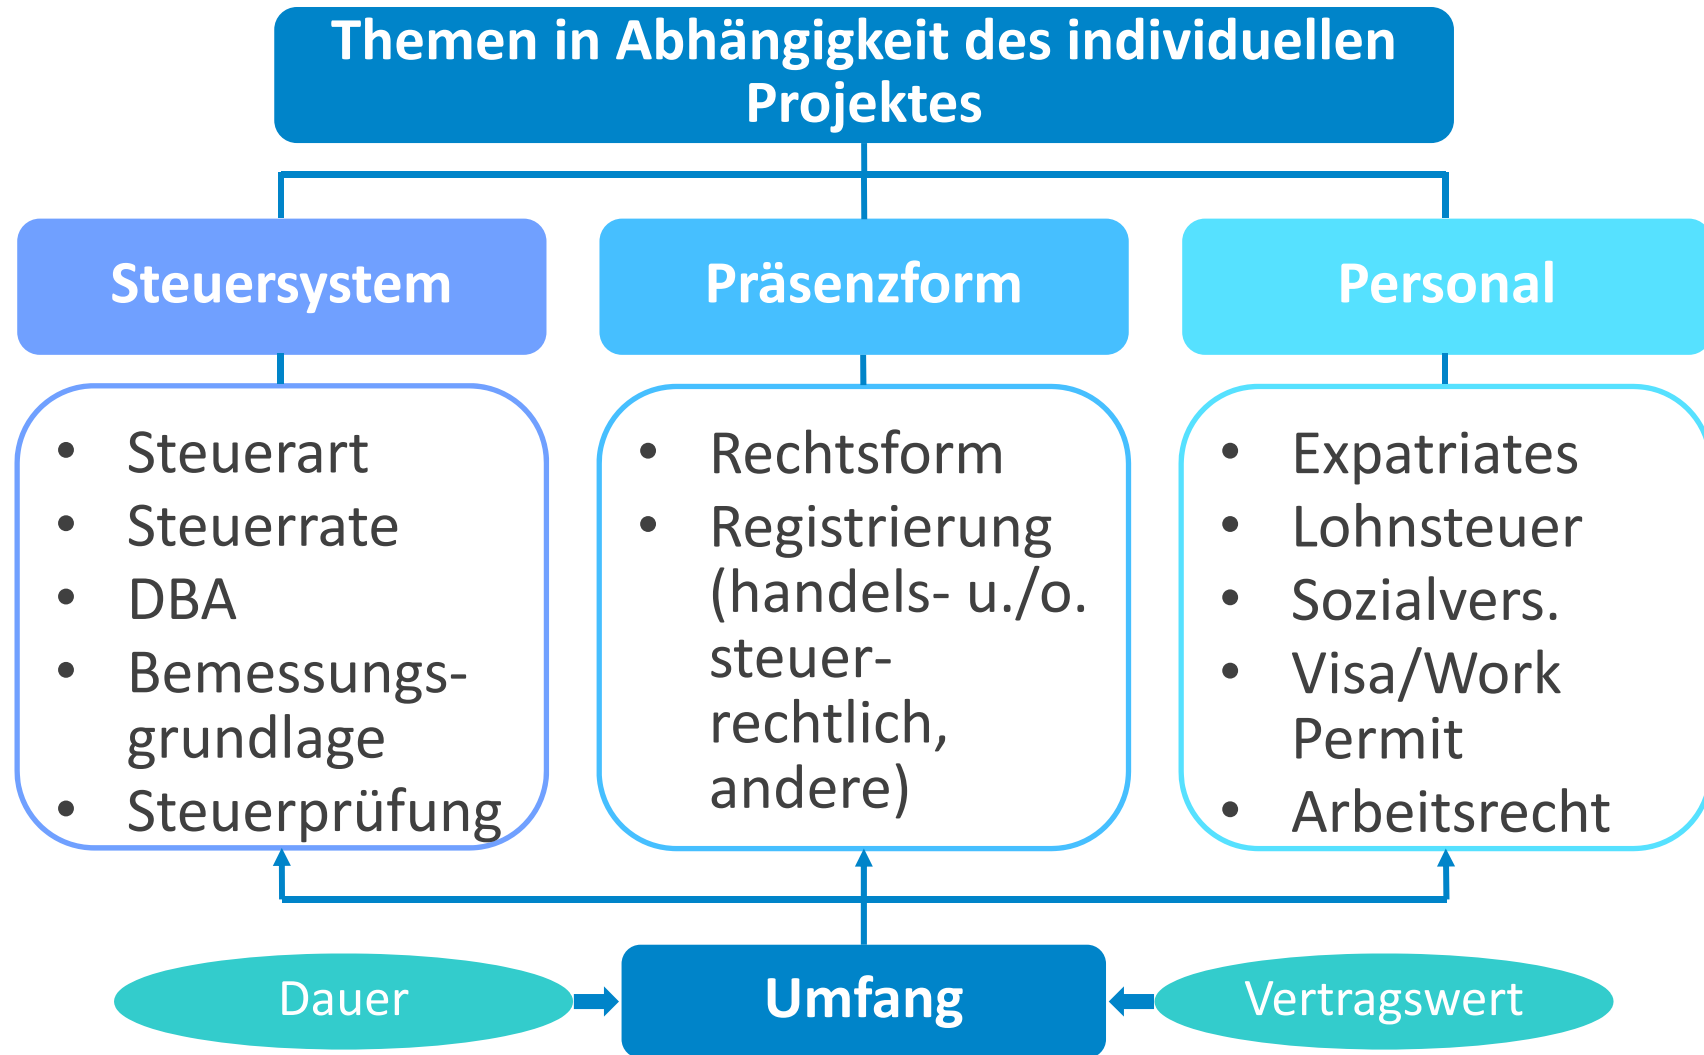 Themen in Abhängigkeit des individuellen
Projektes
Steuersystem
Präsenzform
Personal
• Steuerart
• Steuerrate
• DBA
• Bemessungs-
grundlage
• Steuerprüfung
• Rechtsform
• Registrierung
(handels- u./o.
steuer-
rechtlich,
andere)
• Expatriates
• Lohnsteuer
• Sozialvers.
• Visa/Work
Permit
• Arbeitsrecht
Dauer
Umfang
Vertragswert